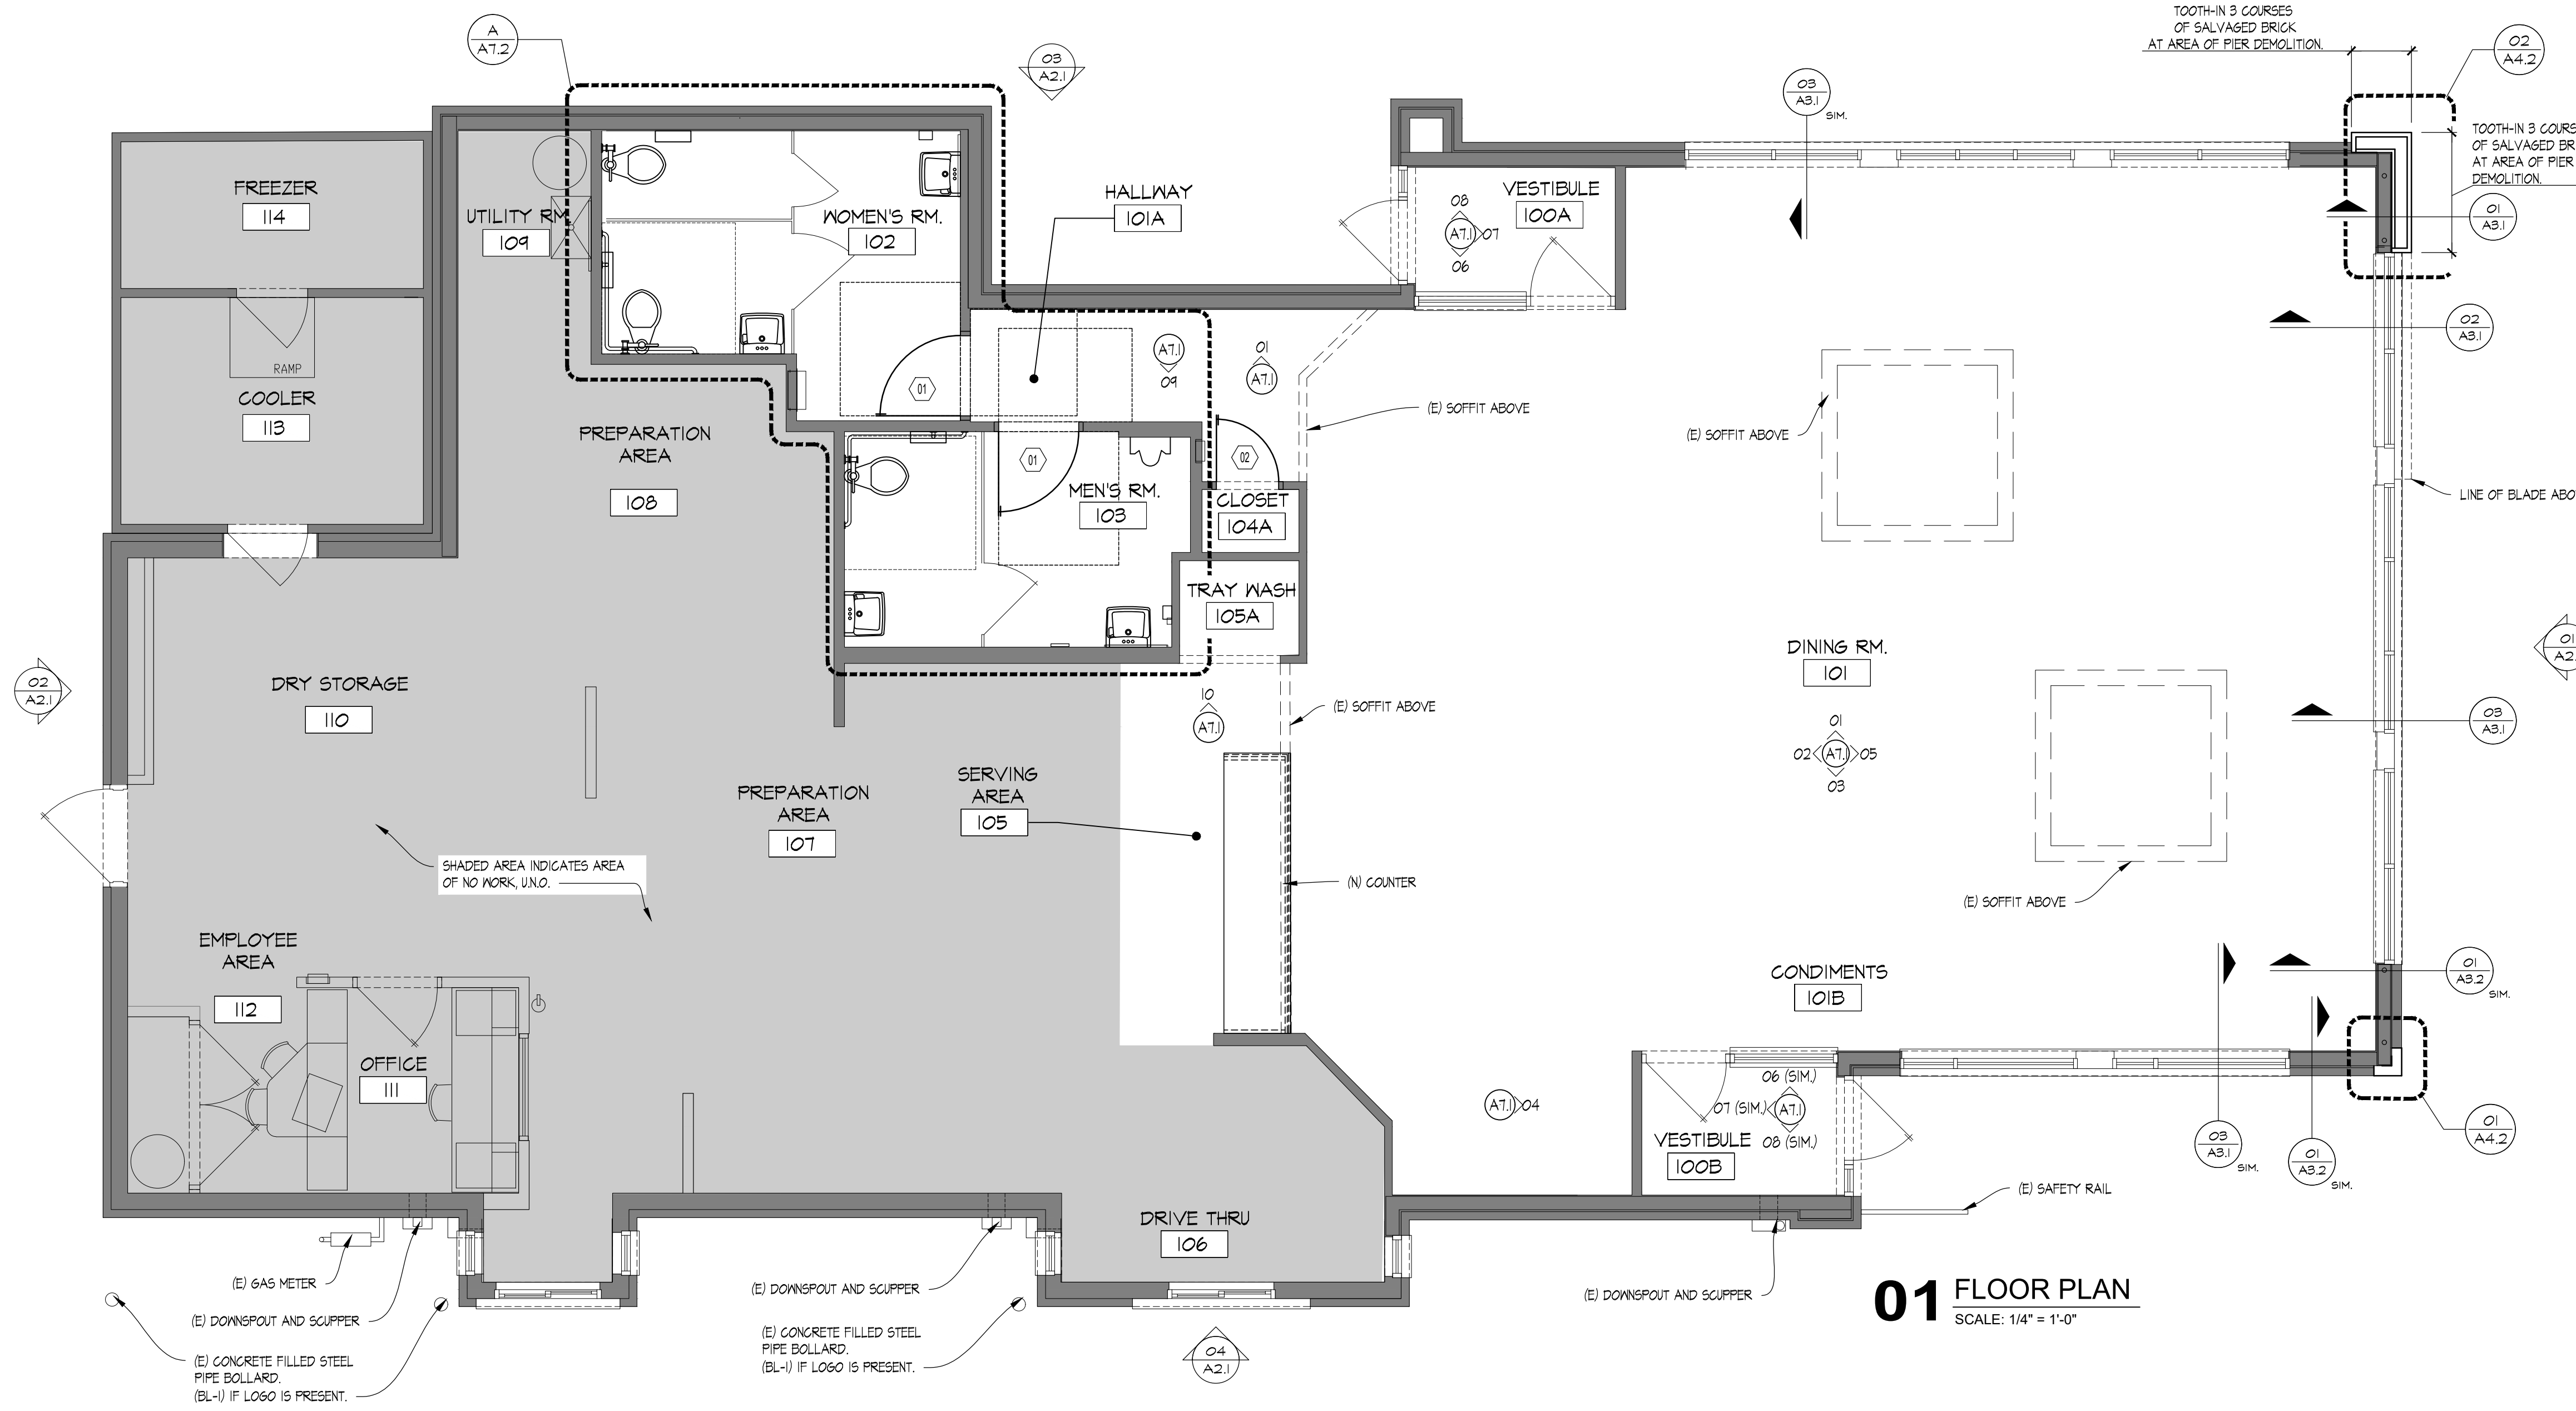 TOOTH-IN 3 COURSES
OF SALVAGED BRICK
AT AREA OF PIER DEMOLITION.
A
A7.2
03
A2.1
02
A4.2
03
A3.1
SIM.
TOOTH-IN 3
OF SALVAGED
AT AREA OF PIER
DEMOLITION.
FREEZER
114
UTILITY RM.
109
WOMEN'S RM.
102
HALLWAY
101A
VESTIBULE
100A
08
A7.1
07
06
01
A3.1
RAMP
COOLER
113
02
A3.1
A7.1
09
01
A7.1
01
(E) SOFFIT ABOVE
(E) SOFFIT ABOVE
PREPARATION
AREA
108
01
02
MEN'S RM.
103
CLOSET
104A
LINE OF BLADE
TRAY WASH
105A
DINING RM.
101
01
02
A2.1
DRY STORAGE
110
10
A7.1
(E) SOFFIT ABOVE
01
02
A7.1
05
03
03
A3.1
PREPARATION
AREA
107
SERVING
AREA
105
SHADED AREA INDICATES AREA
OF NO WORK, U.N.O.
(N) COUNTER
(E) SOFFIT ABOVE
EMPLOYEE
AREA
112
CONDIMENTS
101B
01
A3.2
SIM.
OFFICE
111
A7.1
04
06 (SIM.)
07 (SIM.)
A7.1
08 (SIM.)
VESTIBULE
100B
03
A3.1
SIM.
01
A3.2
SIM.
01
A4.2
(E) SAFETY RAIL
DRIVE THRU
106
(E) GAS METER
(E) DOWNSPOUT AND SCUPPER
(E) DOWNSPOUT AND SCUPPER
(E) DOWNSPOUT AND SCUPPER
(E) CONCRETE FILLED STEEL
PIPE BOLLARD.
(BL-1) IF LOGO IS PRESENT.
(E) CONCRETE FILLED STEEL
PIPE BOLLARD.
(BL-1) IF LOGO IS PRESENT.
04
A2.1
01 FLOOR PLAN
SCALE: 1/4" = 1'-0"